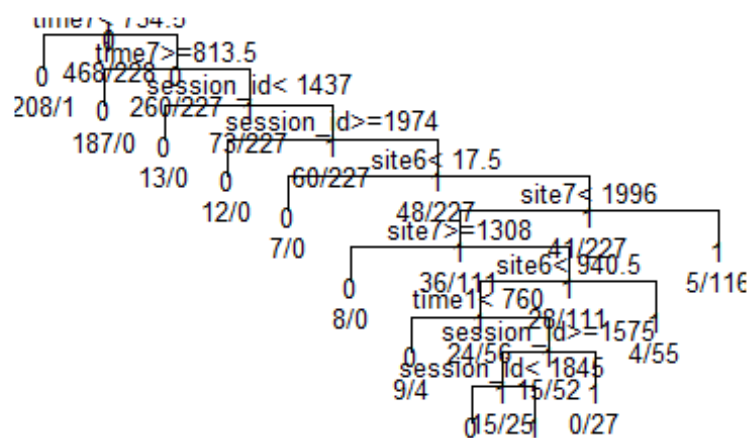 time7< 734.5
0
time7>=813.5
0 468/228 0
208/1 0 260/227
session_id< 1437
187/0 0 73/227
session_id>=1974
13/0 0 60/227
site6< 17.5
12/0 0 48/227
site7< 1996
7/0 41/227 1
site7>=1308
0 36/111 5/116
site6< 940.5
8/0 28/111 1
time1< 760
0 24/56 4/55
session_id>=1575
9/4 15/52 1
session_id< 1845
0 15/25 1 0/27